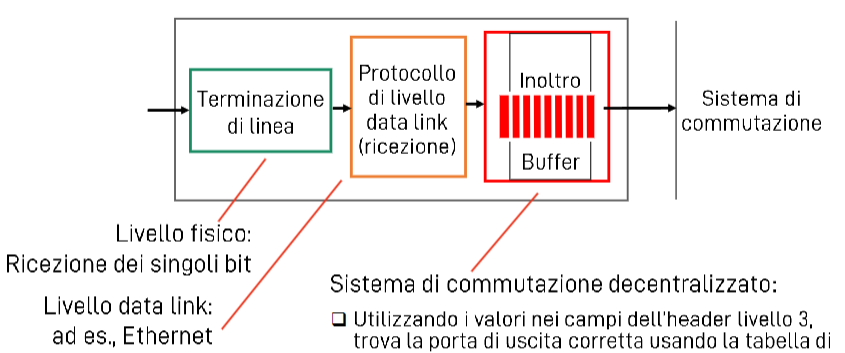 Terminazione
di linea
Protocollo
di livello
data link
(ricezione)
Inoltro
Buffer
Sistema di
commutazione
Livello fisico:
Ricezione dei singoli bit
Livello data link:
ad es., Ethernet
Sistema di commutazione decentralizzato:
❑ Utilizzando i valori nei campi dell'header livello 3,
trova la porta di uscita corretta usando la tabella di